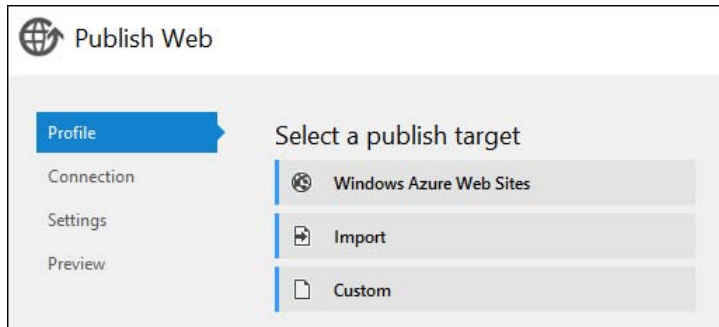 Publish Web
Profile
Connection
Settings
Preview
Select a publish target
Windows Azure Web Sites
Import
Custom